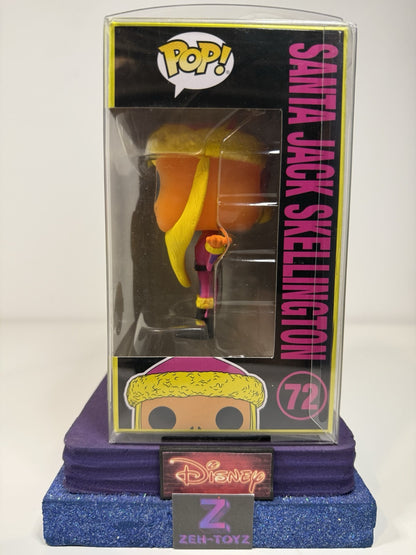 POP!
SANTA JACK SKELLINGTON
72
Disney
Z
ZEH-TOYZ